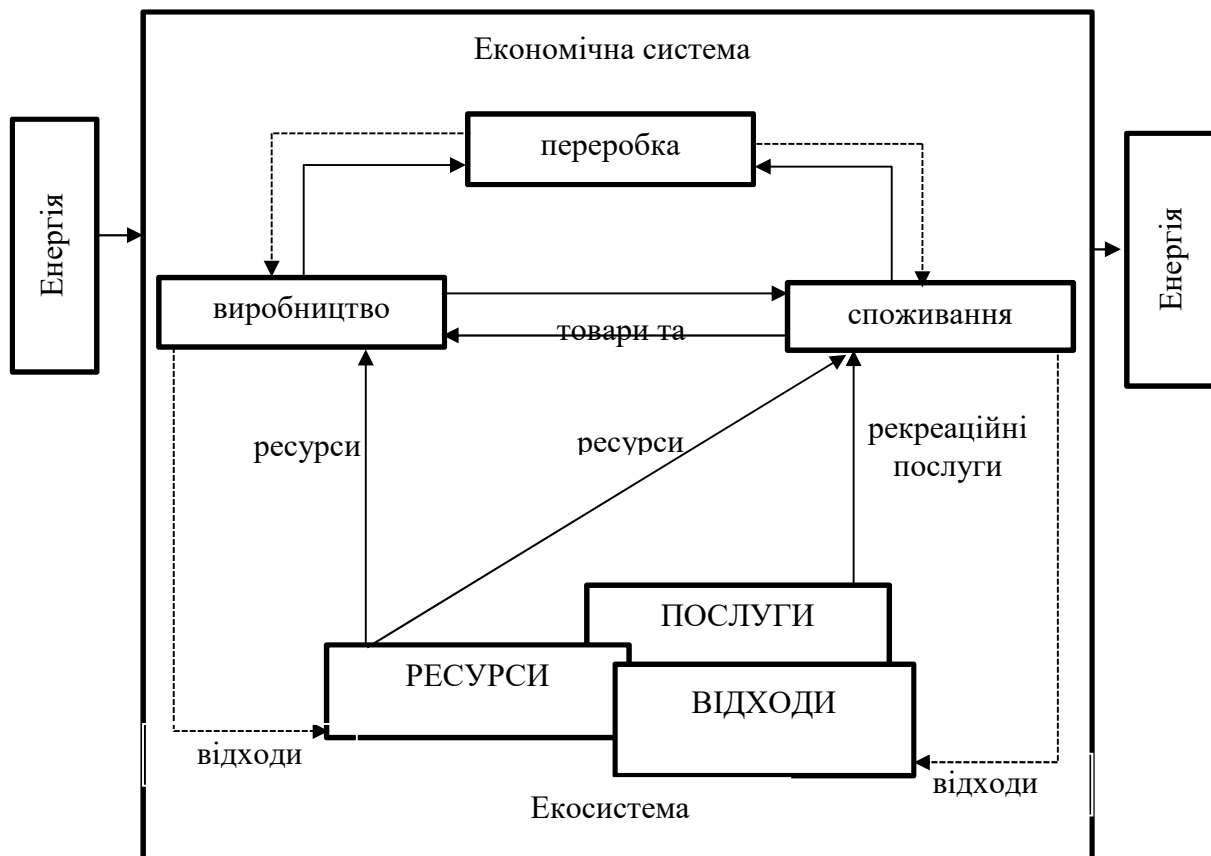 Економічна система
переробка
Енергія
Енергія
виробництво
споживання
товари та
ресурси
ресурси
рекреаційні
послуги
ПОСЛУГИ
РЕСУРСИ
ВІДХОДИ
відходи
відходи
Екосистема